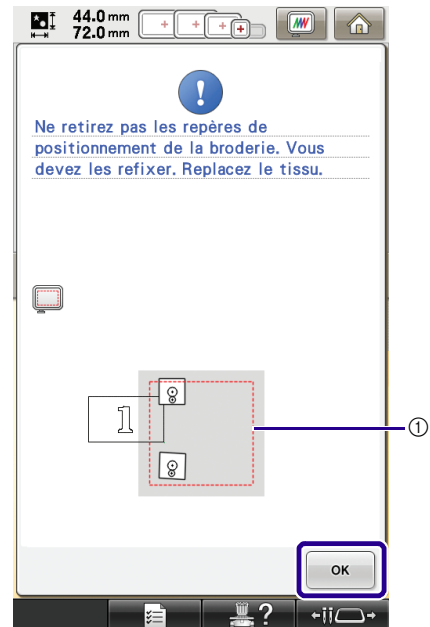 44.0 mm
72.0 mm
Ne retirez pas les repères de
positionnement de la broderie. Vous
devez les refixer. Replacez le tissu.
1
①
OK
?